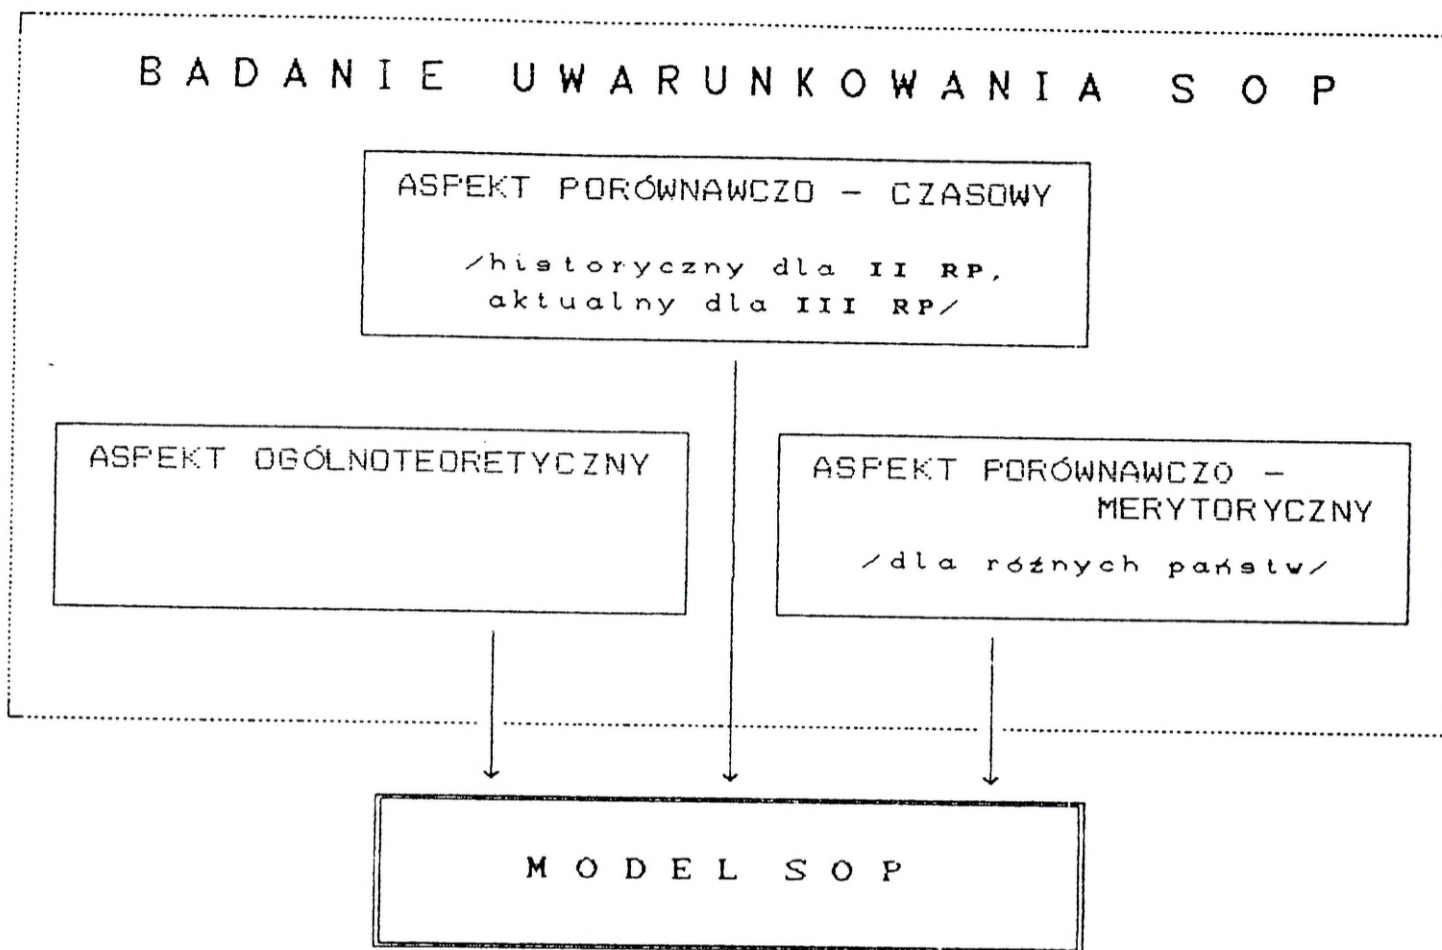 BADANIE UWARUNKOWANIA SOP
ASPEKT PORÓWNAWCZO - CZASOWY
/historyczny dla II RP,
aktualny dla III RP/
ASPEKT OGÓLNOTEORETYCZNY
ASPEKT PORÓWNAWCZO -
MERYTORYCZNY
/dla różnych państw/
MODEL SOP